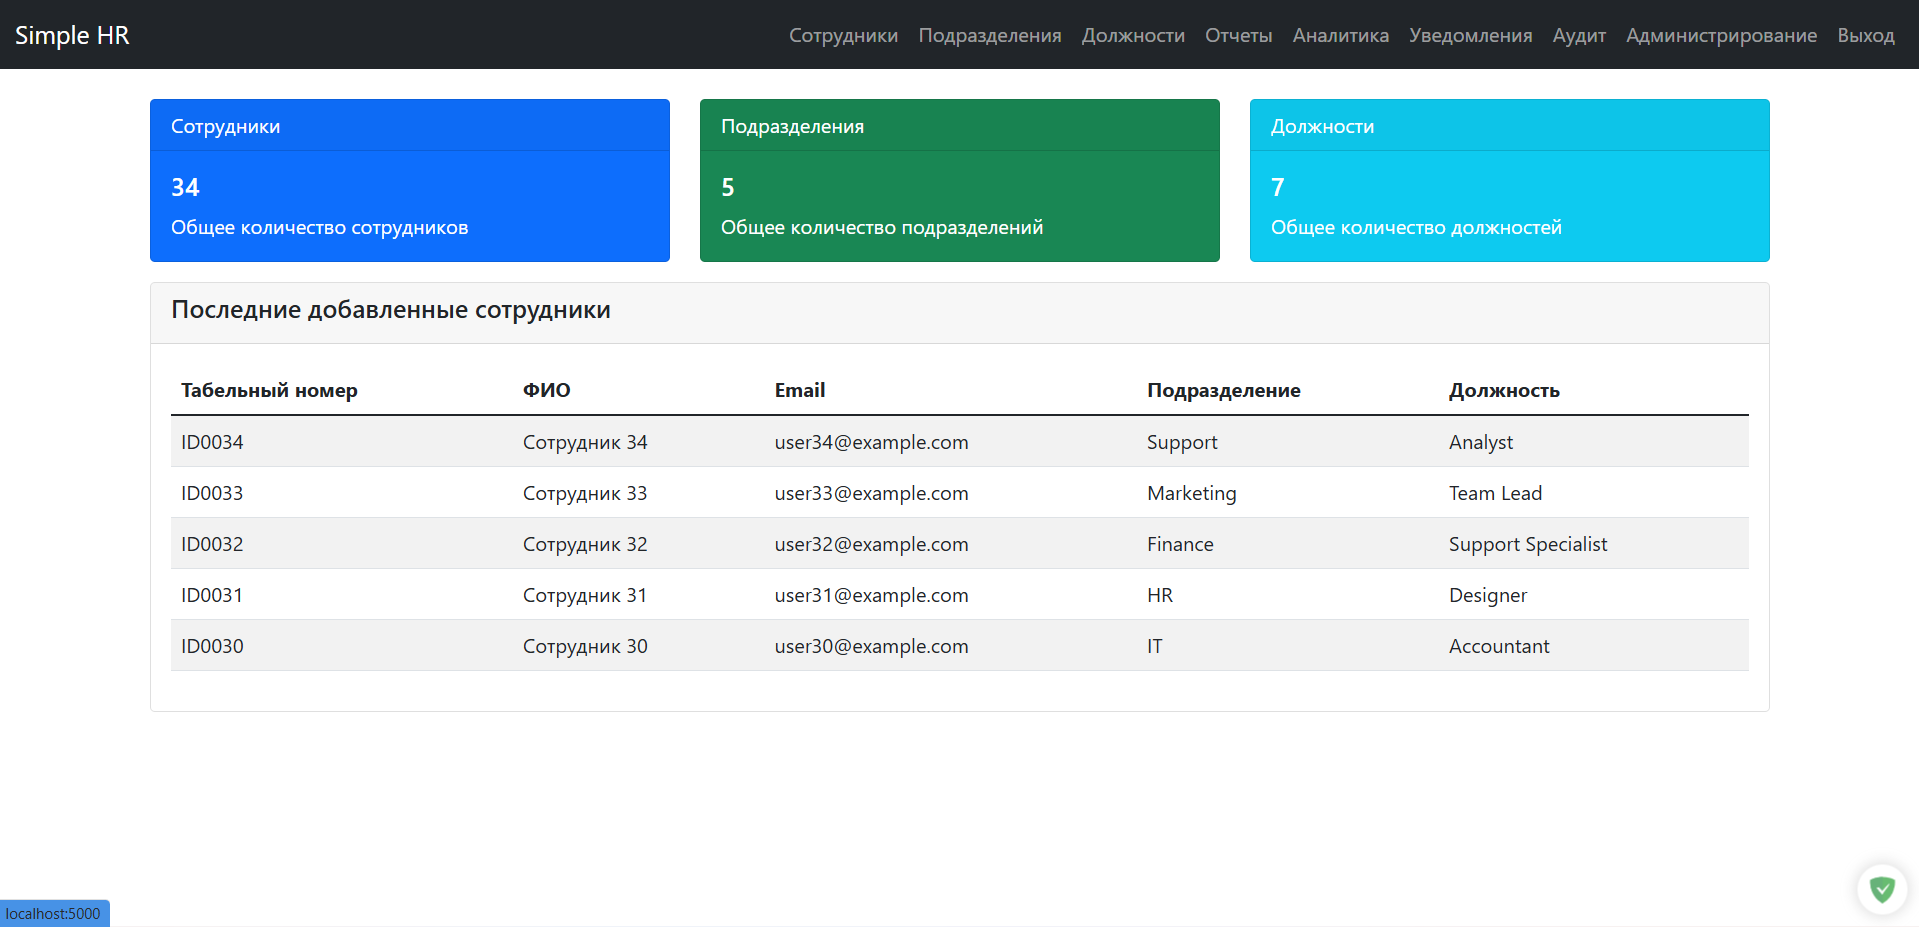 Simple HR Сотрудники Подразделения Должности Отчеты Аналитика Уведомления Аудит Администрирование Выход
Сотрудники
34
Общее количество сотрудников
Подразделения
5
Общее количество подразделений
Должности
7
Общее количество должностей
Последние добавленные сотрудники
Табельный номер ФИО Email Подразделение Должность
ID0034 Сотрудник 34 user34@example.com Support Analyst
ID0033 Сотрудник 33 user33@example.com Marketing Team Lead
ID0032 Сотрудник 32 user32@example.com Finance Support Specialist
ID0031 Сотрудник 31 user31@example.com HR Designer
ID0030 Сотрудник 30 user30@example.com IT Accountant
localhost:5000